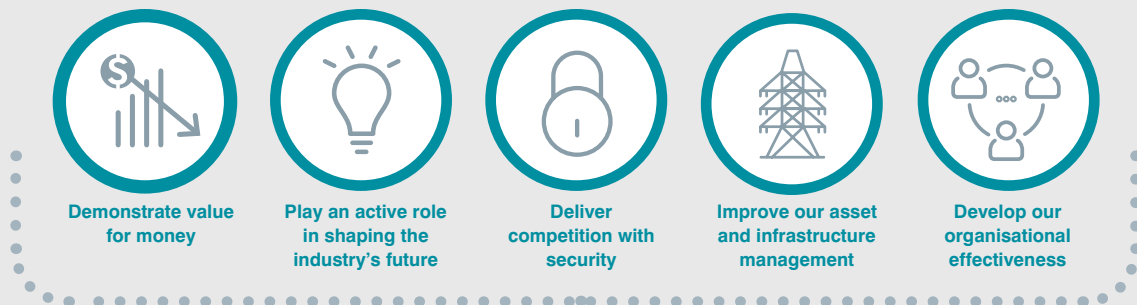 $
Demonstrate value
for money
Play an active role
in shaping the
industry’s future
Deliver
competition with
security
Improve our asset
and infrastructure
management
Develop our
organisational
effectiveness